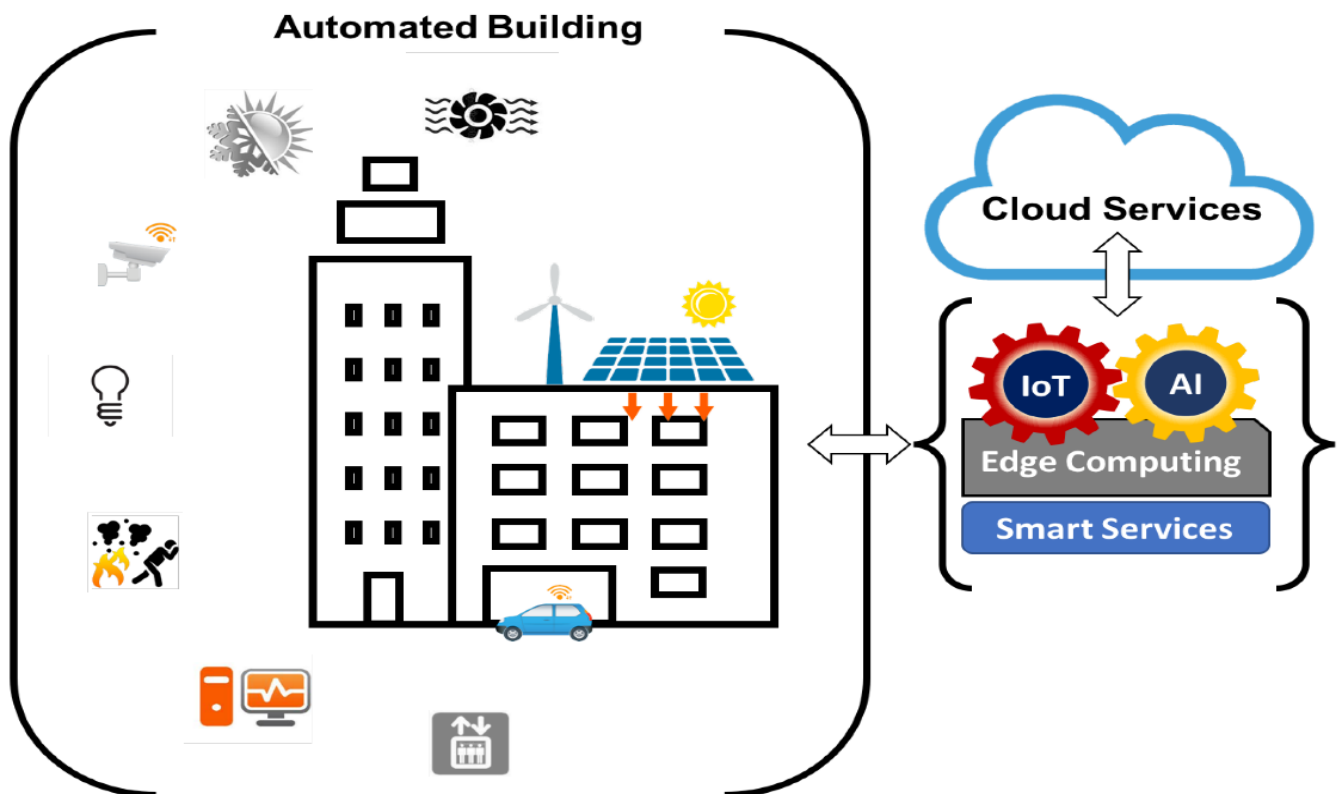 Automated Building
Cloud Services
IoT
AI
Edge Computing
Smart Services